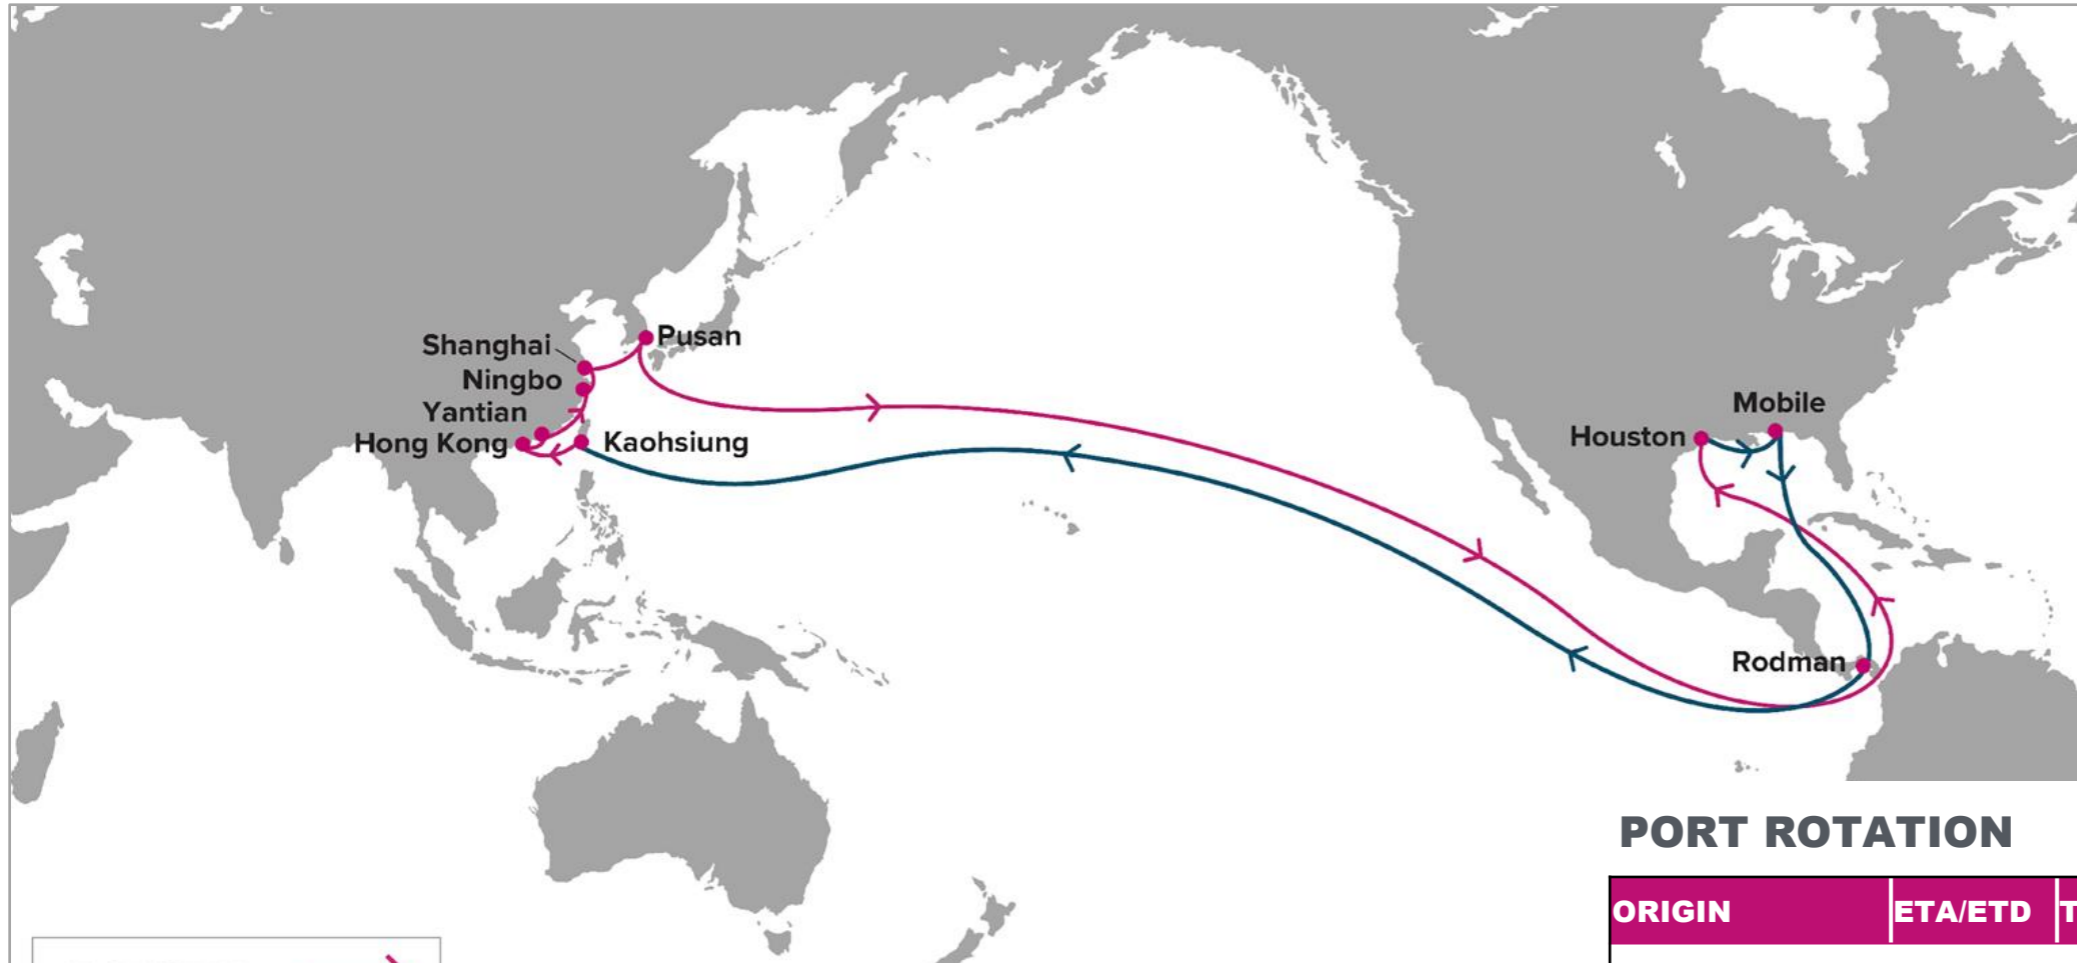 Shanghai
Pusan
Ningbo
Yantian
Hong Kong
Kaohsiung
Mobile
Houston
Rodman
PORT ROTATION
ORIGIN ETA/ETD